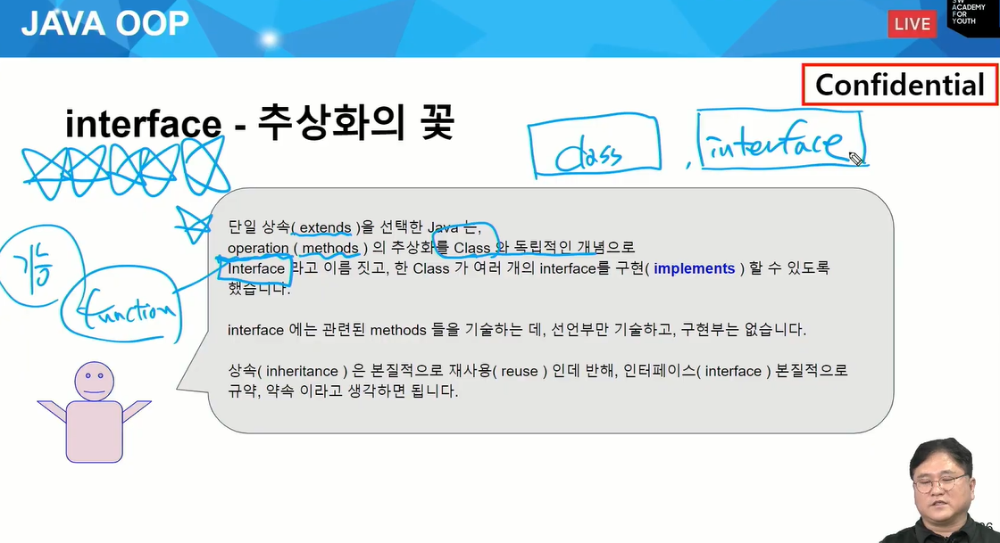 JAVA OOP
LIVE
SW
ACADEMY
FOR
YOUTH
Confidential
interface - 추상화의 꽃
class , interface
단일 상속( extends )을 선택한 Java 는,
operation ( methods ) 의 추상화를 Class 와 독립적인 개념으로
Interface 라고 이름 짓고, 한 Class 가 여러 개의 interface를 구현( implements ) 할 수 있도록
했습니다.
기능
function
interface 에는 관련된 methods 들을 기술하는 데, 선언부만 기술하고, 구현부는 없습니다.
상속( inheritance ) 은 본질적으로 재사용( reuse ) 인데 반해, 인터페이스( interface ) 본질적으로
규약, 약속 이라고 생각하면 됩니다.